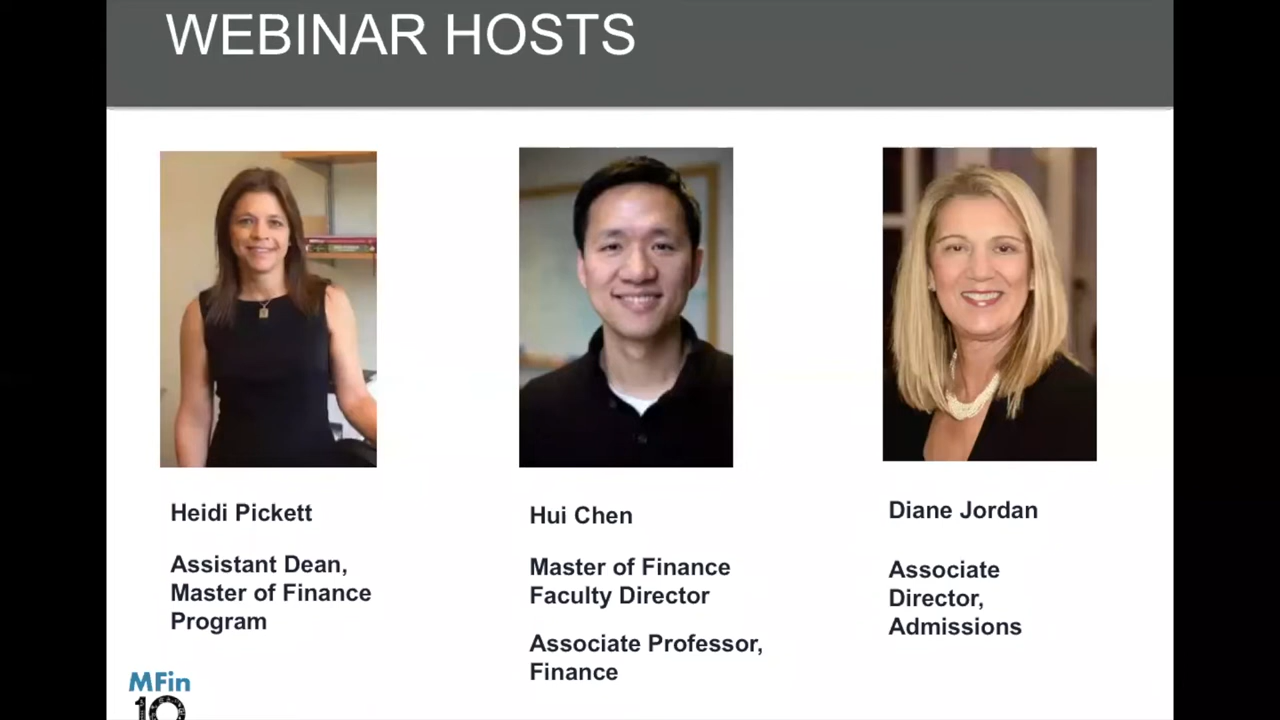 WEBINAR HOSTS
Heidi Pickett
Assistant Dean,
Master of Finance
Program
Hui Chen
Master of Finance
Faculty Director
Associate Professor,
Finance
Diane Jordan
Associate
Director,
Admissions
MFin
10